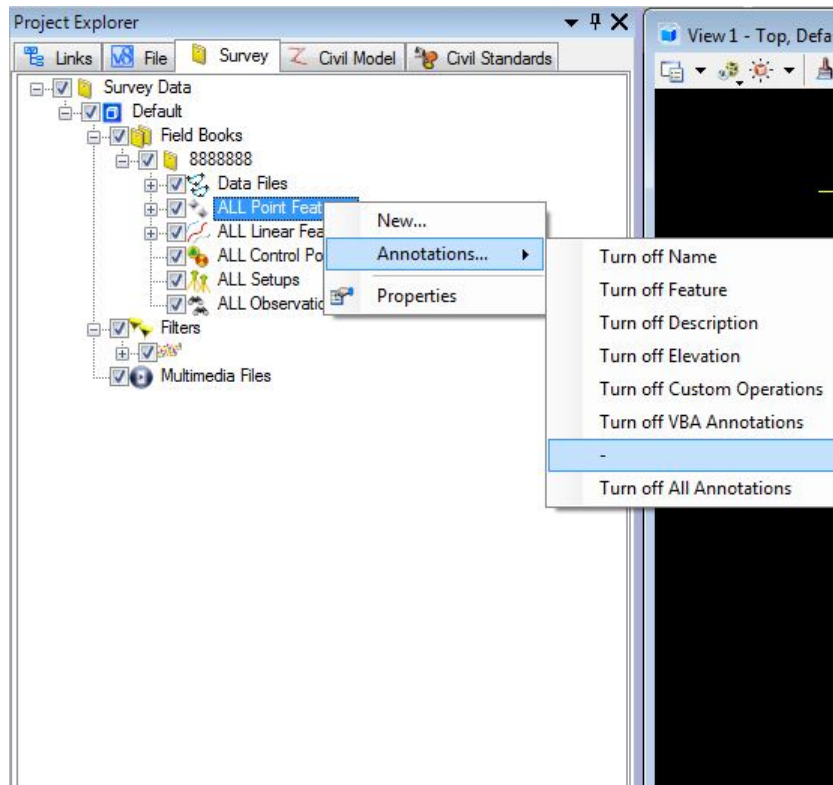 Project Explorer
Links File Survey Civil Model Civil Standards
Survey Data
Default
Field Books
8888888
Data Files
ALL Point Feat
ALL Linear Fea
ALL Control Po
ALL Setups
ALL Observatio
Filters
Multimedia Files
New...
Annotations...
Properties
Turn off Name
Turn off Feature
Turn off Description
Turn off Elevation
Turn off Custom Operations
Turn off VBA Annotations
-
Turn off All Annotations
View 1 - Top, Defa